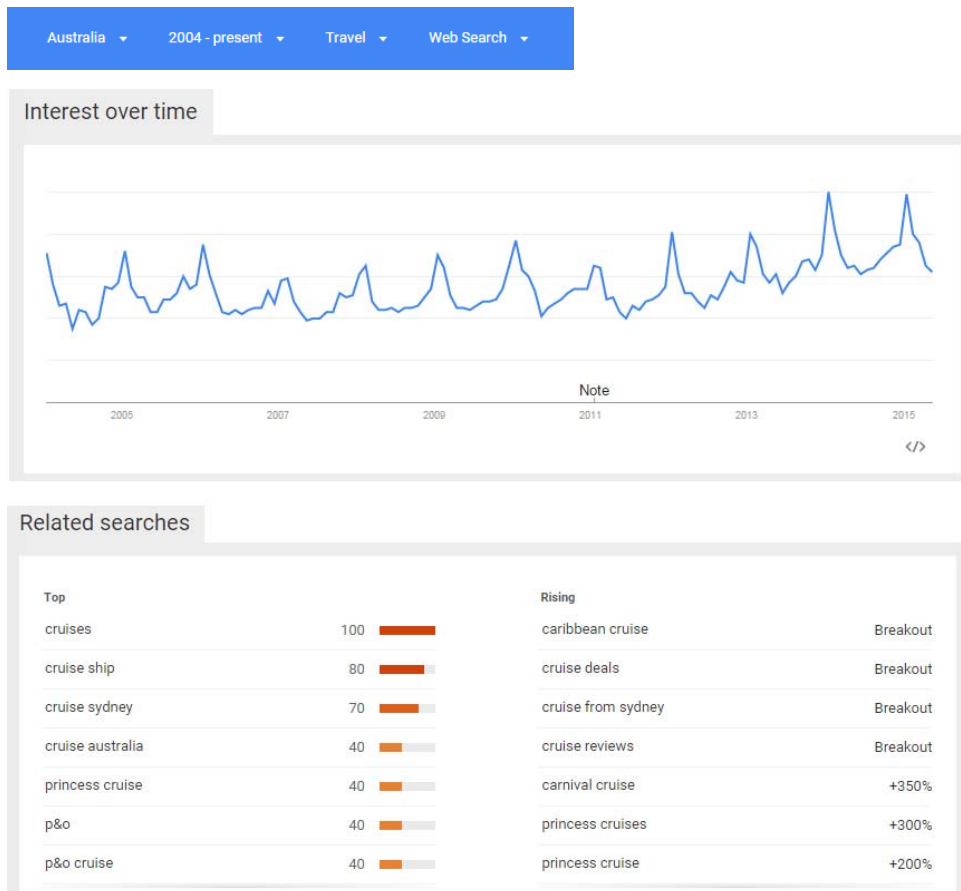 Australia 2004 - present Travel Web Search
Interest over time
Note
2005 2007 2009 2011 2013 2015
</>
Related searches
Top Rising
cruises 100 caribbean cruise Breakout
cruise ship 80 cruise deals Breakout
cruise sydney 70 cruise from sydney Breakout
cruise australia 40 cruise reviews Breakout
princess cruise 40 carnival cruise +350%
p&o 40 princess cruises +300%
p&o cruise 40 princess cruise +200%